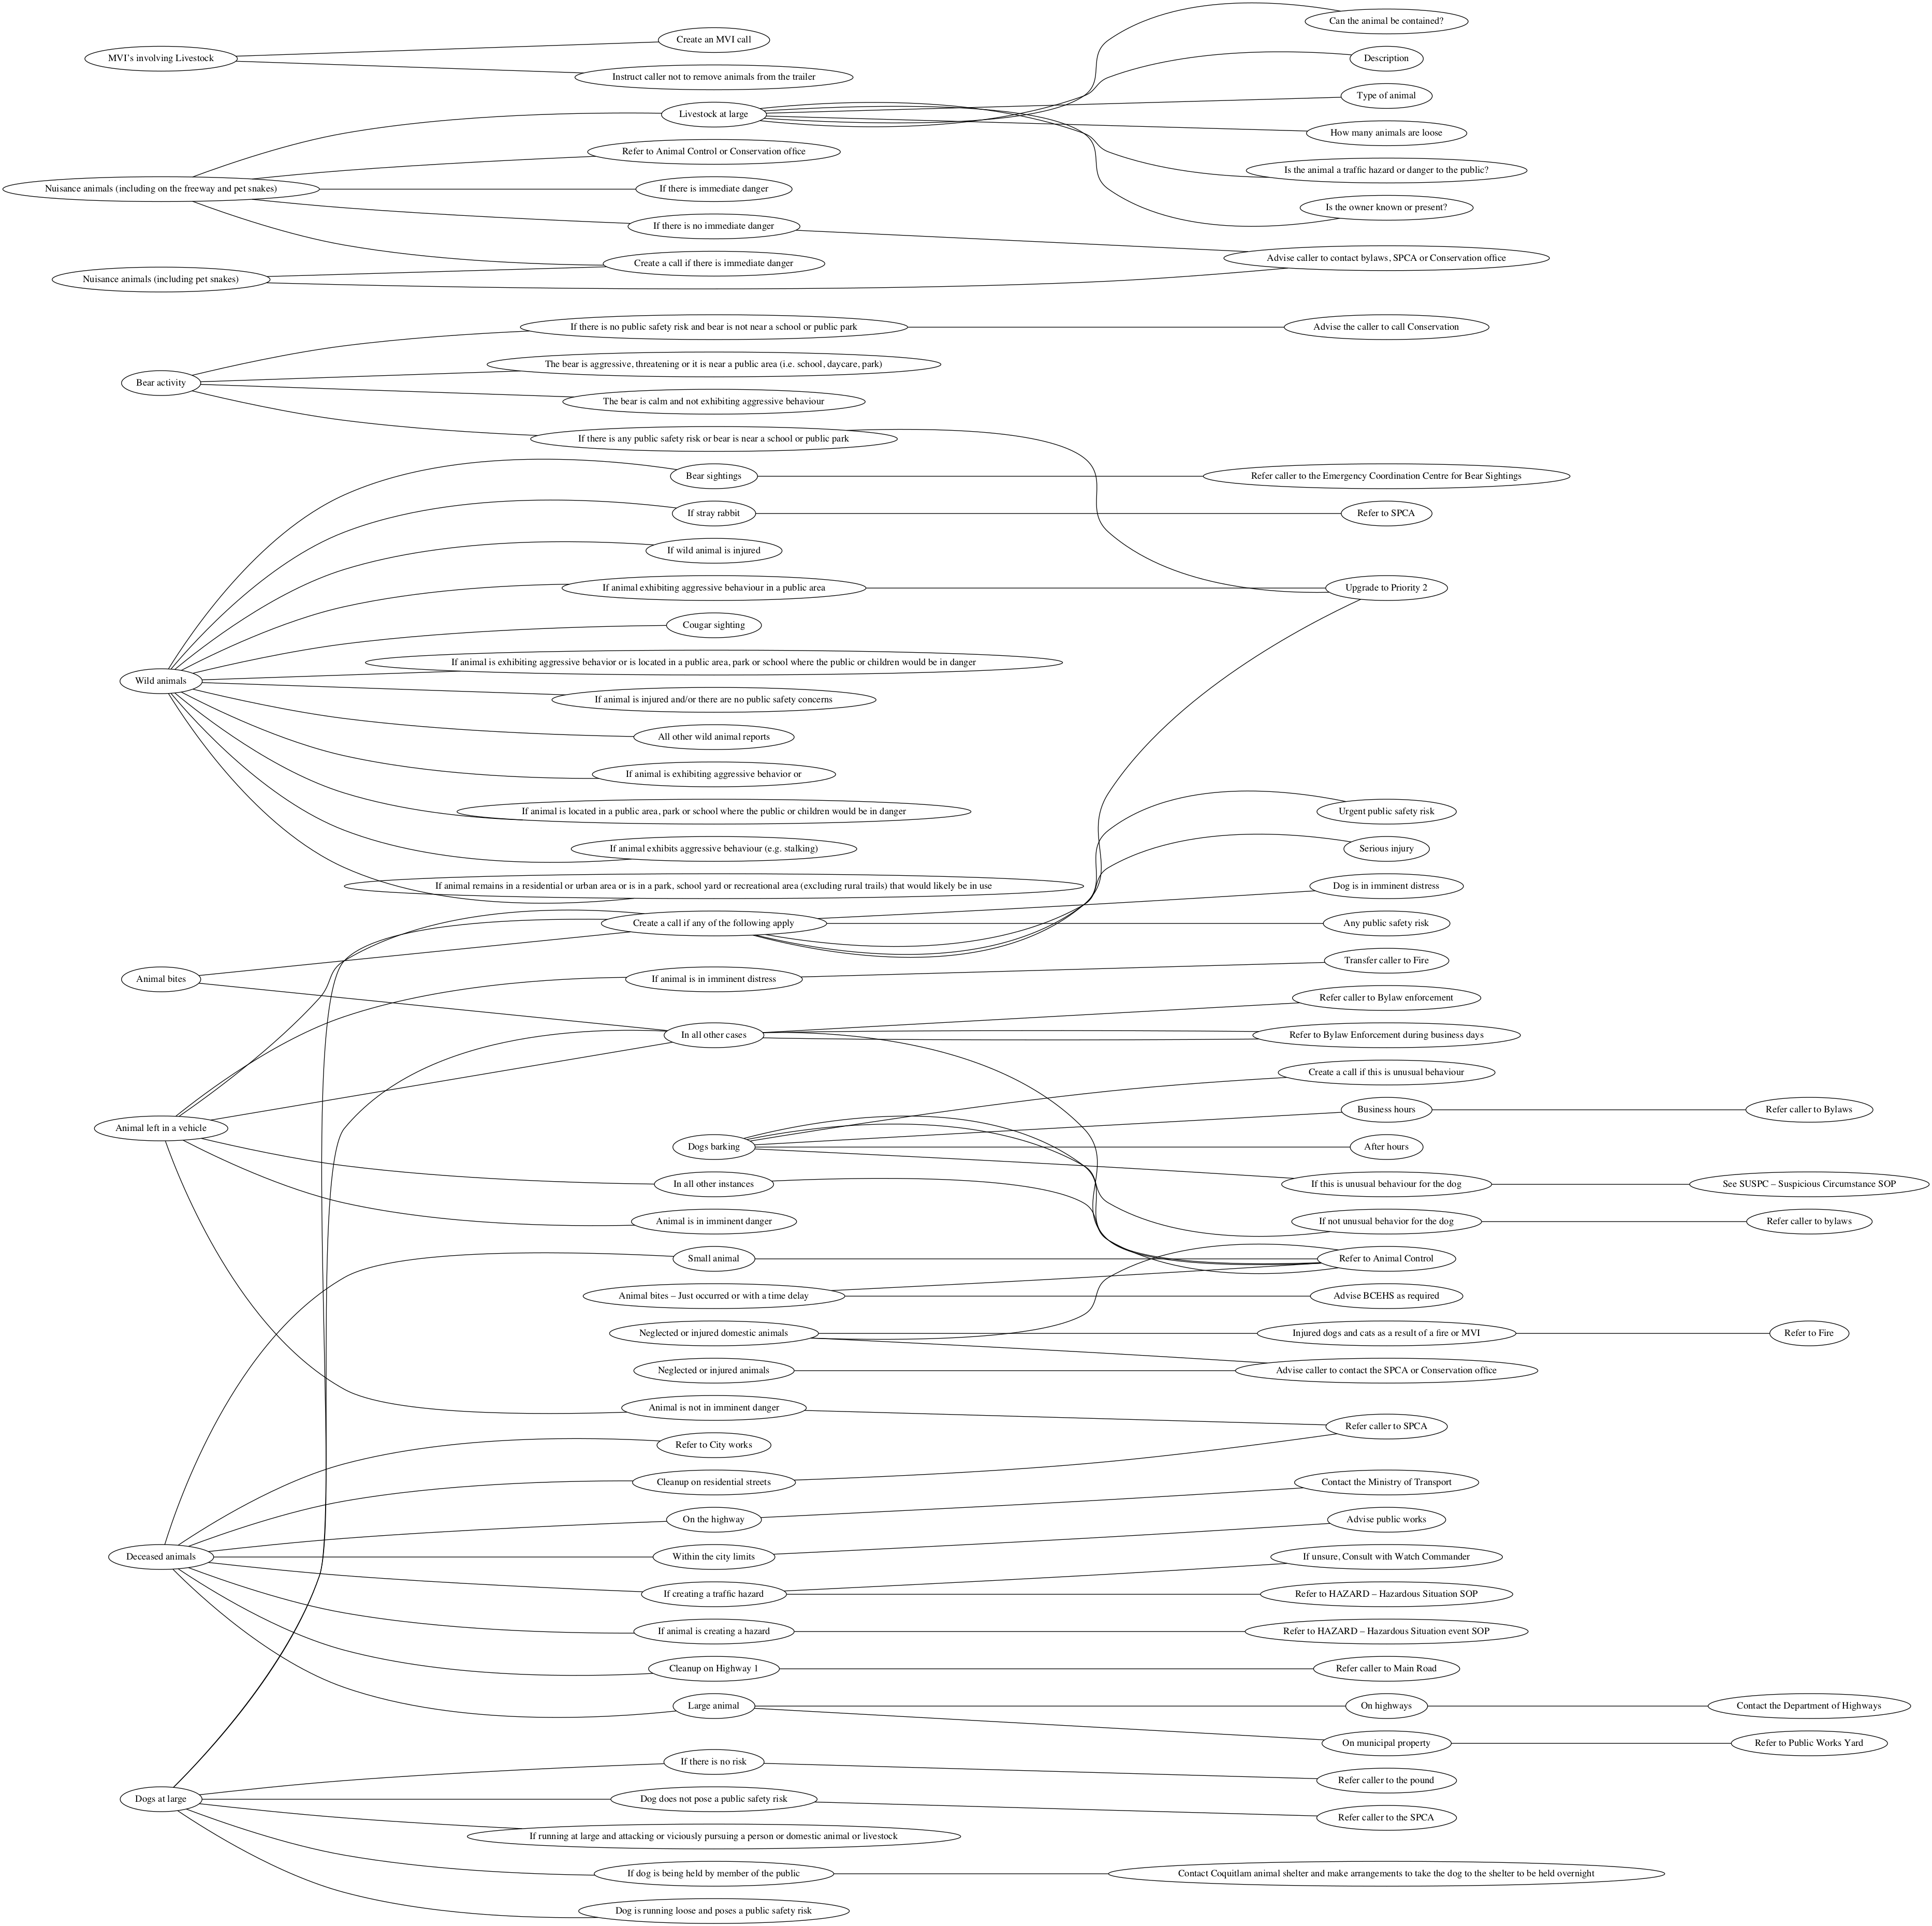 Can the animal be contained?
Create an MVI call
MVI's involving Livestock
Description
Instruct caller not to remove animals from the trailer
Type of animal
Livestock at large
How many animals are loose
Refer to Animal Control or Conservation office
Is the animal a traffic hazard or danger to the public?
Nuisance animals (including on the freeway and pet snakes)
If there is immediate danger
Is the owner known or present?
If there is no immediate danger
Advise caller to contact bylaws, SPCA or Conservation office
Create a call if there is immediate danger
Nuisance animals (including pet snakes)
If there is no public safety risk and bear is not near a school or public park
Advise the caller to call Conservation
The bear is aggressive, threatening or it is near a public area (i.e. school, daycare, park)
Bear activity
The bear is calm and not exhibiting aggressive behaviour
If there is any public safety risk or bear is near a school or public park
Bear sightings
Refer caller to the Emergency Coordination Centre for Bear Sightings
If stray rabbit
Refer to SPCA
If wild animal is injured
If animal exhibiting aggressive behaviour in a public area
Upgrade to Priority 2
Cougar sighting
If animal is exhibiting aggressive behavior or is located in a public area, park or school where the public or children would be in danger
Wild animals
If animal is injured and/or there are no public safety concerns
All other wild animal reports
If animal is exhibiting aggressive behavior or
If animal is located in a public area, park or school where the public or children would be in danger
Urgent public safety risk
If animal exhibits aggressive behaviour (e.g. stalking)
Serious injury
If animal remains in a residential or urban area or is in a park, school yard or recreational area (excluding rural trails) that would likely be in use
Dog is in imminent distress
Create a call if any of the following apply
Any public safety risk
Transfer caller to Fire
Animal bites
If animal is in imminent distress
Refer caller to Bylaw enforcement
In all other cases
Refer to Bylaw Enforcement during business days
Create a call if this is unusual behaviour
Business hours
Refer caller to Bylaws
Animal left in a vehicle
Dogs barking
After hours
In all other instances
If this is unusual behaviour for the dog
See SUSPC – Suspicious Circumstance SOP
Animal is in imminent danger
If not unusual behavior for the dog
Refer caller to bylaws
Small animal
Refer to Animal Control
Animal bites – Just occurred or with a time delay
Advise BCEHS as required
Neglected or injured domestic animals
Injured dogs and cats as a result of a fire or MVI
Refer to Fire
Neglected or injured animals
Advise caller to contact the SPCA or Conservation office
Animal is not in imminent danger
Refer caller to SPCA
Refer to City works
Cleanup on residential streets
Contact the Ministry of Transport
On the highway
Advise public works
Deceased animals
Within the city limits
If unsure, Consult with Watch Commander
If creating a traffic hazard
Refer to HAZARD – Hazardous Situation SOP
If animal is creating a hazard
Refer to HAZARD – Hazardous Situation event SOP
Cleanup on Highway 1
Refer caller to Main Road
Large animal
On highways
Contact the Department of Highways
On municipal property
Refer to Public Works Yard
If there is no risk
Refer caller to the pound
Dogs at large
Dog does not pose a public safety risk
Refer caller to the SPCA
If running at large and attacking or viciously pursuing a person or domestic animal or livestock
If dog is being held by member of the public
Contact Coquitlam animal shelter and make arrangements to take the dog to the shelter to be held overnight
Dog is running loose and poses a public safety risk